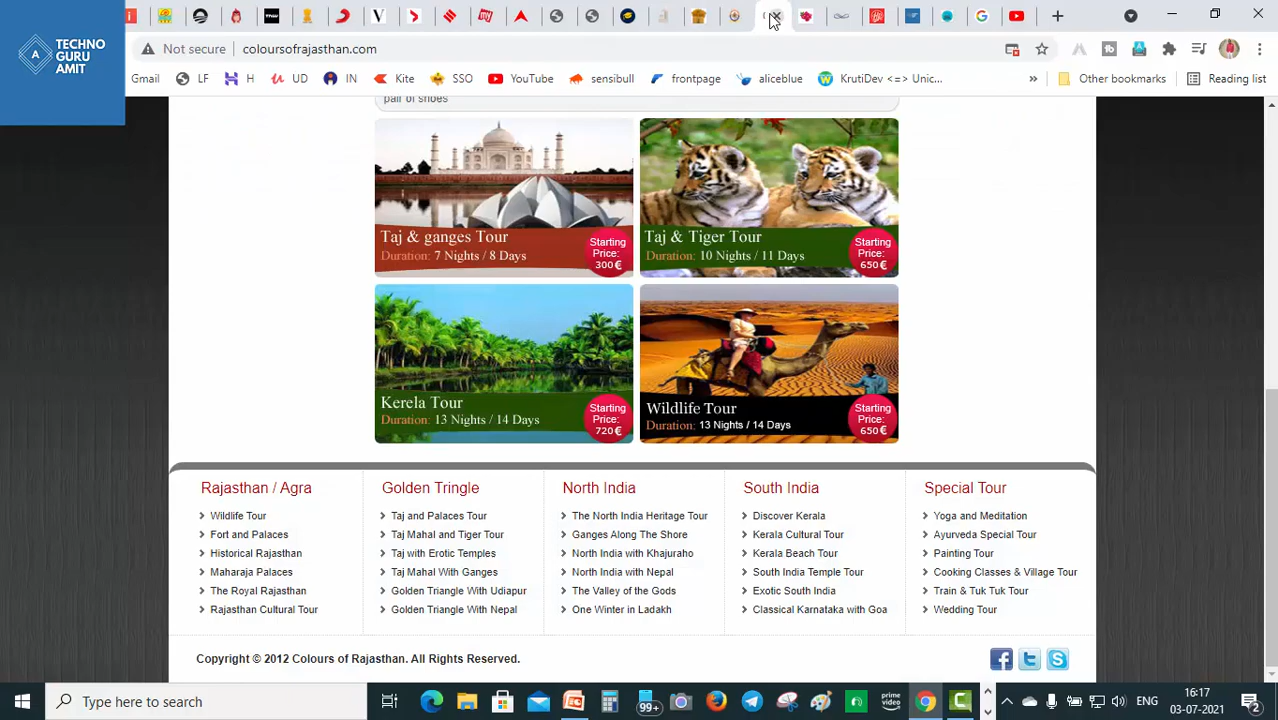 TECHNO
GURU
AMIT
A
Not secure
coloursofrajasthan.com
Gmail
LF
H
UD
IN
Kite
SSO
YouTube
sensibull
frontpage
aliceblue
KrutiDev <=> Unic...
»
Other bookmarks
Reading list
pair of shoes
Taj & ganges Tour
Duration: 7 Nights / 8 Days
Starting
Price:
300€
Taj & Tiger Tour
Duration: 10 Nights / 11 Days
Starting
Price:
650€
Kerela Tour
Duration: 13 Nights / 14 Days
Starting
Price:
720€
Wildlife Tour
Duration: 13 Nights / 14 Days
Starting
Price:
650€
Rajasthan / Agra
Wildlife Tour
Fort and Palaces
Historical Rajasthan
Maharaja Palaces
The Royal Rajasthan
Rajasthan Cultural Tour
Golden Tringle
Taj and Palaces Tour
Taj Mahal and Tiger Tour
Taj with Erotic Temples
Taj Mahal With Ganges
Golden Triangle With Udiapur
Golden Triangle With Nepal
North India
The North India Heritage Tour
Ganges Along The Shore
North India with Khajuraho
North India with Nepal
The Valley of the Gods
One Winter in Ladakh
South India
Discover Kerala
Kerala Cultural Tour
Kerala Beach Tour
South India Temple Tour
Exotic South India
Classical Karnataka with Goa
Special Tour
Yoga and Meditation
Ayurveda Special Tour
Painting Tour
Cooking Classes & Village Tour
Train & Tuk Tuk Tour
Wedding Tour
Copyright © 2012 Colours of Rajasthan. All Rights Reserved.
Type here to search
99+
prime
video
ENG
16:17
03-07-2021
2